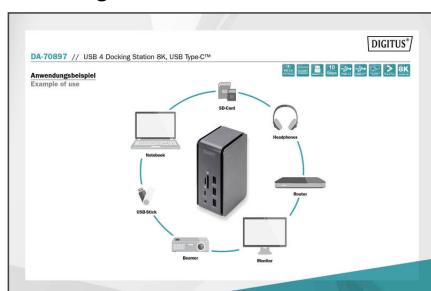 DIGITUS®
DA-70897 // USB 4 Docking Station 8K, USB Type-C™
Anwendungsbeispiel
Example of use
10
8K
SD-Card
Headphones
Notebook
Router
USB-Stick
Beamer
Monitor